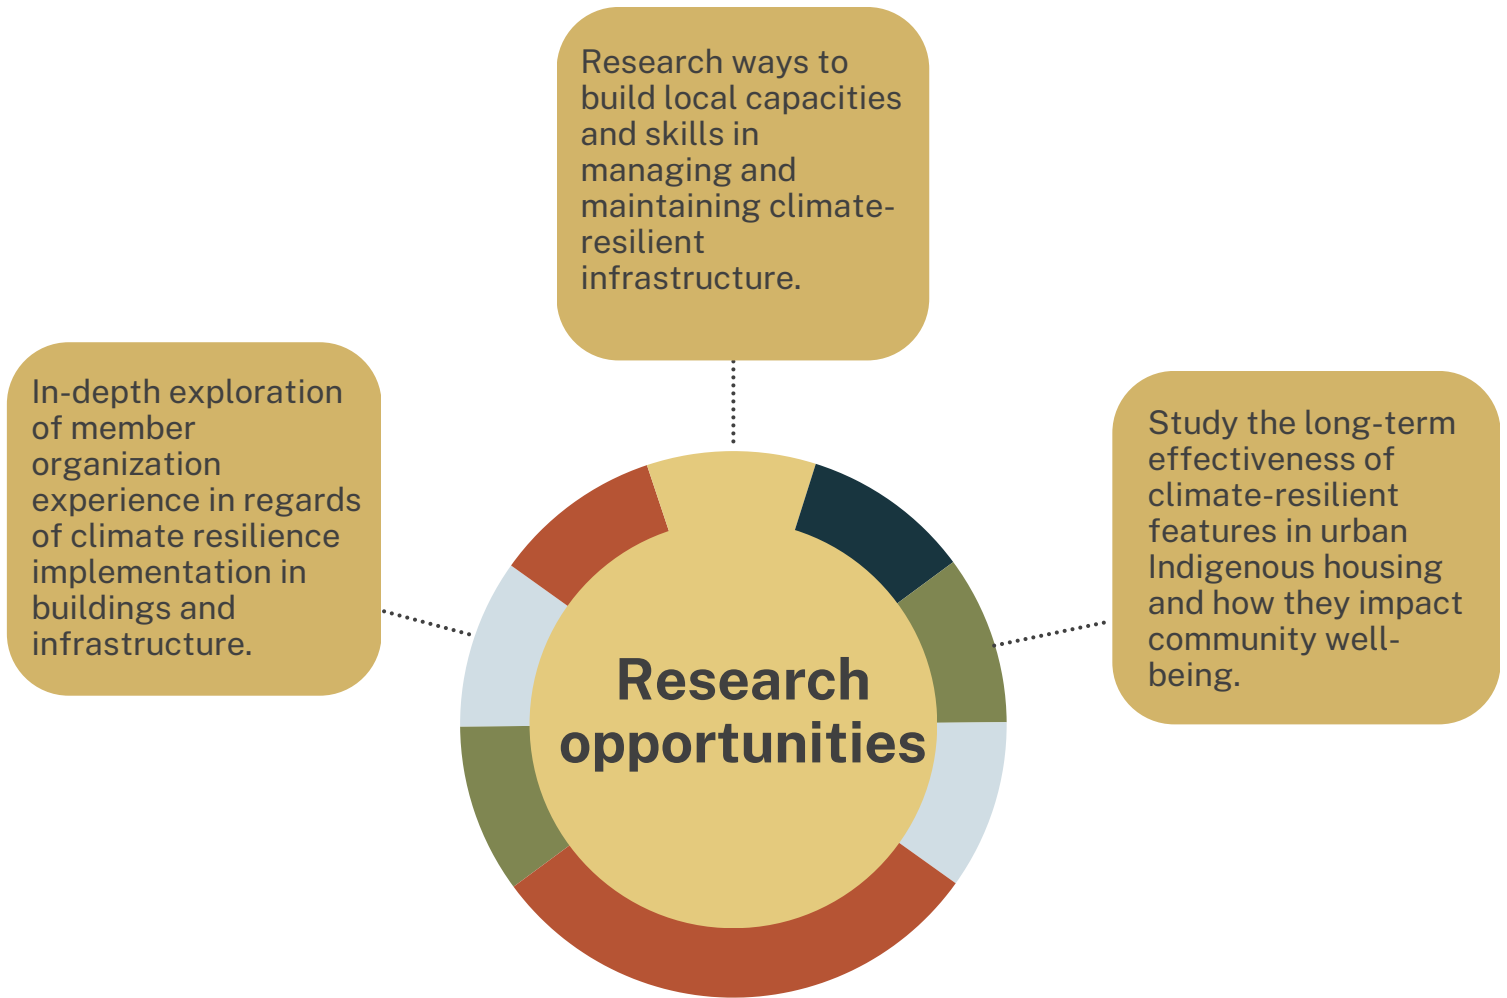 Research ways to
build local capacities
and skills in
managing and
maintaining climate-
resilient
infrastructure.
In-depth exploration
of member
organization
experience in regards
of climate resilience
implementation in
buildings and
infrastructure.
Study the long-term
effectiveness of
climate-resilient
features in urban
Indigenous housing
and how they impact
community well-
being.
Research
opportunities